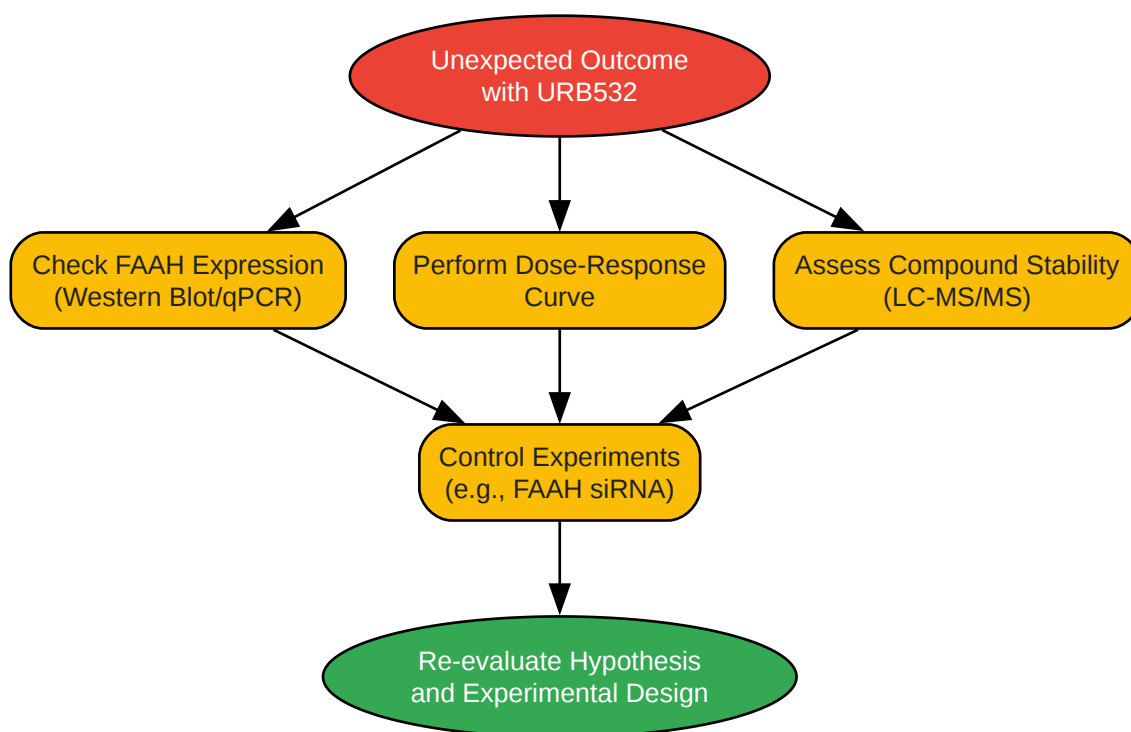 Unexpected Outcome
with URB532
Check FAAH Expression
(Western Blot/qPCR)
Perform Dose-Response
Curve
Assess Compound Stability
(LC-MS/MS)
Control Experiments
(e.g., FAAH siRNA)
Re-evaluate Hypothesis
and Experimental Design